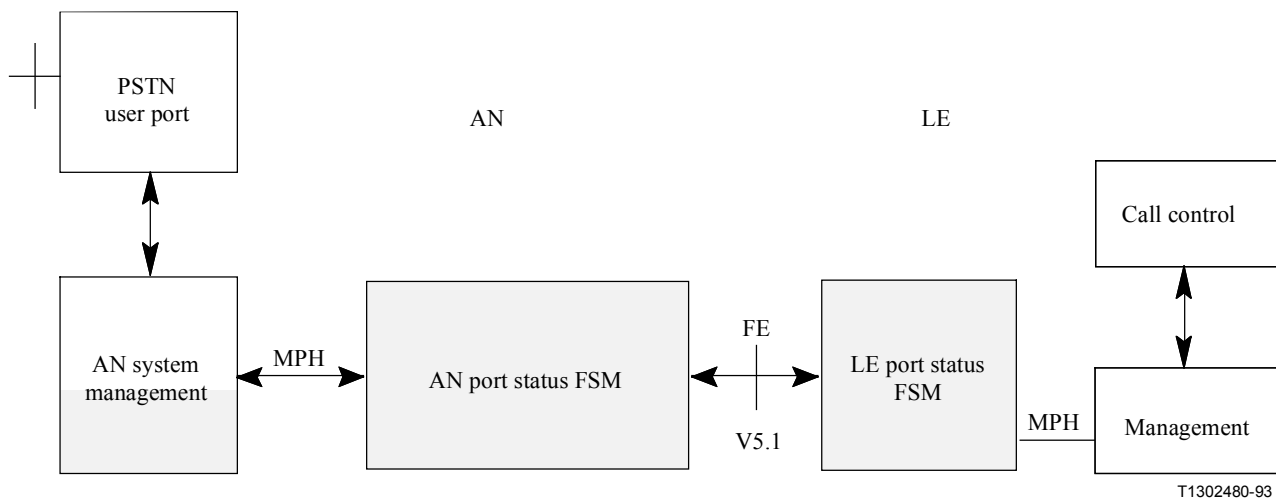 PSTN
user port
AN
LE
Call control
AN system
management
MPH
AN port status FSM
FE
V5.1
LE port status
FSM
MPH
Management
T1302480-93